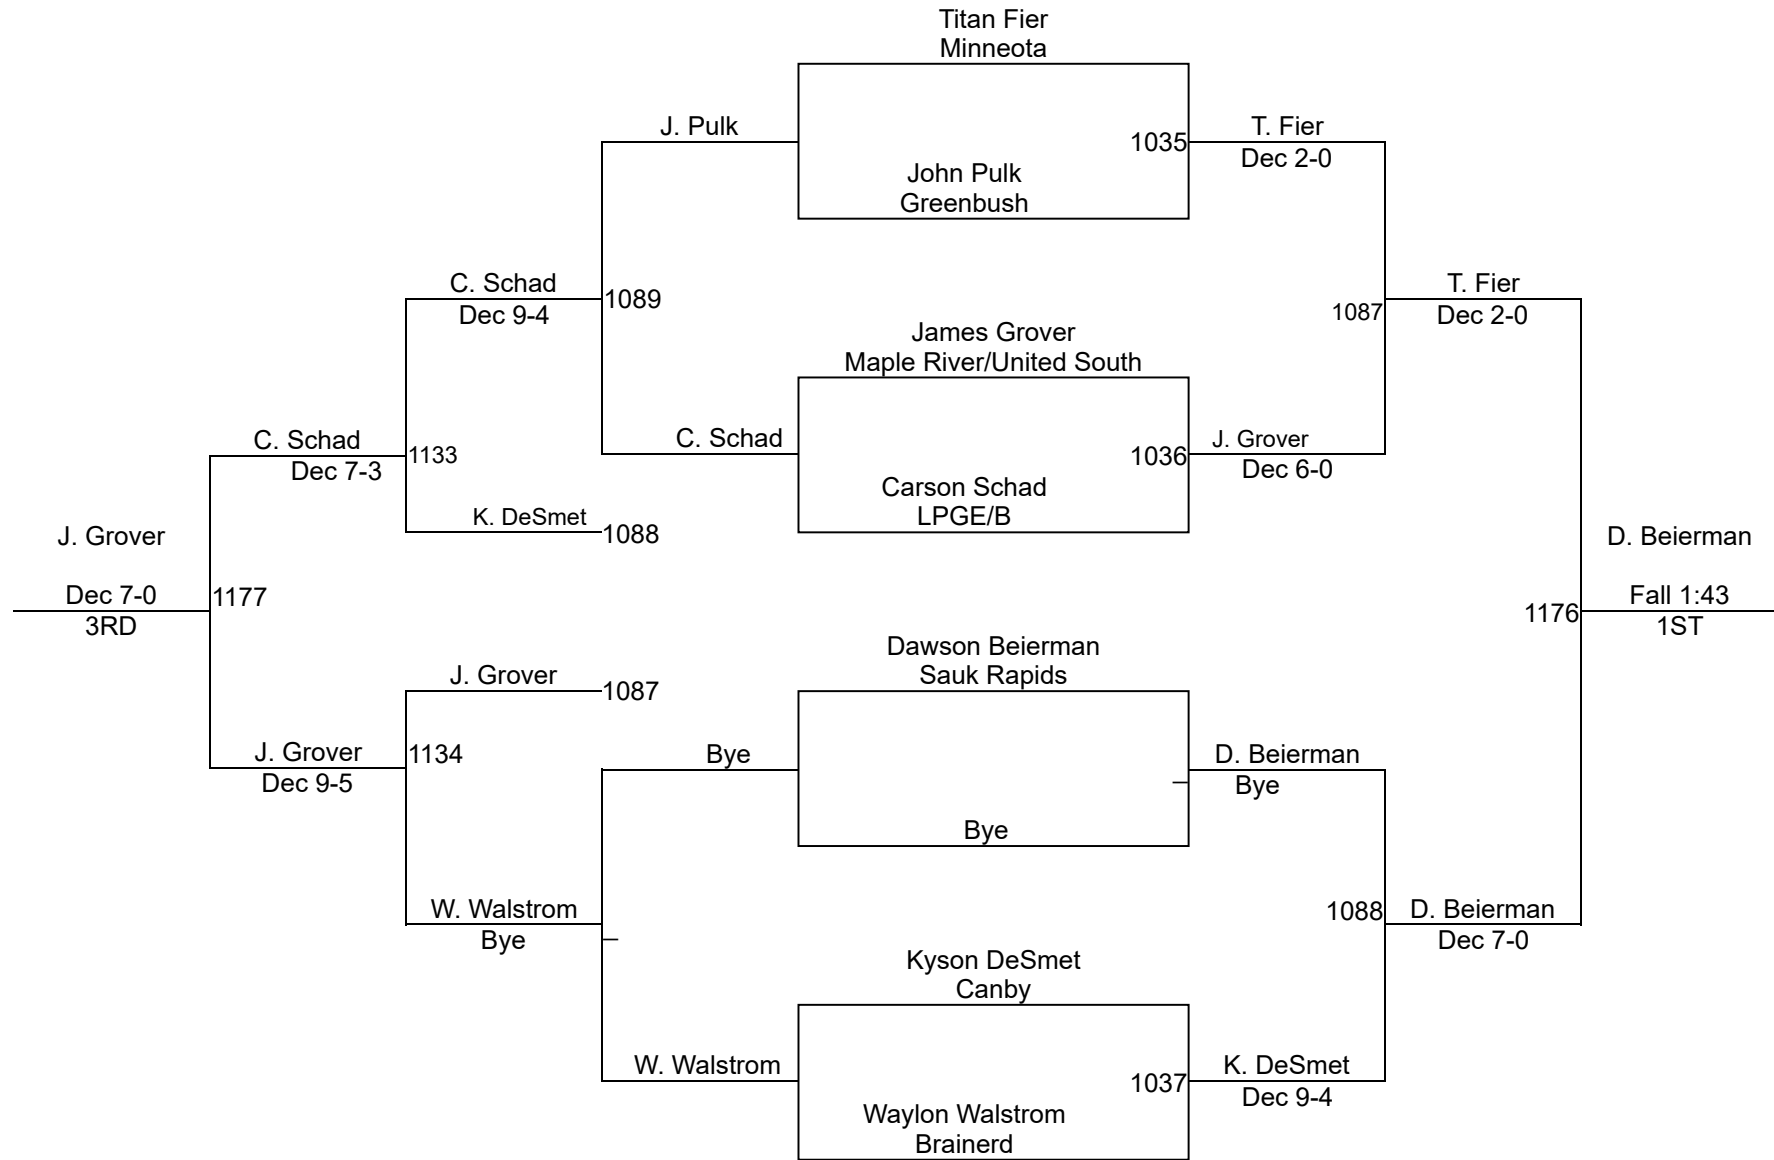 Titan Fier
Minneota
J. Pulk
1035
T. Fier
Dec 2-0
John Pulk
Greenbush
C. Schad
Dec 9-4
1089
1087
T. Fier
Dec 2-0
James Grover
Maple River/United South
C. Schad
Dec 7-3
1133
C. Schad
1036
J. Grover
Dec 6-0
Carson Schad
LPGE/B
K. DeSmet
1088
J. Grover
Dec 7-0
3RD
1177
D. Beierman
Fall 1:43
1ST
1176
Dawson Beierman
Sauk Rapids
J. Grover
1087
J. Grover
Dec 9-5
1134
Bye
D. Beierman
Bye
Bye
W. Walstrom
Bye
1088
D. Beierman
Dec 7-0
Kyson DeSmet
Canby
W. Walstrom
1037
K. DeSmet
Dec 9-4
Waylon Walstrom
Brainerd